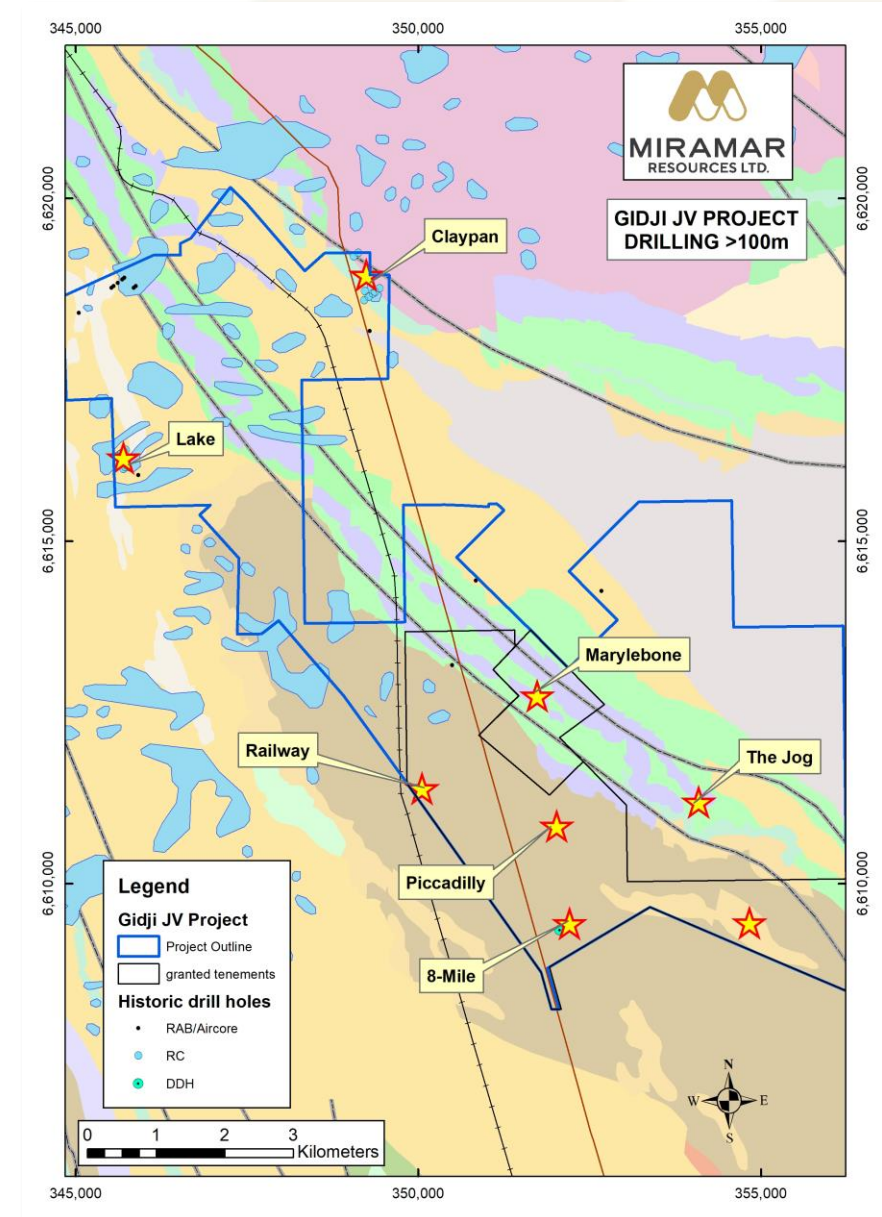 345,000
350,000
355,000
MIRAMAR
RESOURCES LTD.
6,620,000
6,620,000
GIDJI JV PROJECT
DRILLING >100m
Claypan
Lake
6,615,000
6,615,000
Marylebone
Railway
The Jog
Piccadilly
6,610,000
6,610,000
8-Mile
Legend
Gidji JV Project
Project Outline
granted tenements
Historic drill holes
RAB/Aircore
RC
DDH
N
W
E
S
0
1
2
3
Kilometers
345,000
350,000
355,000